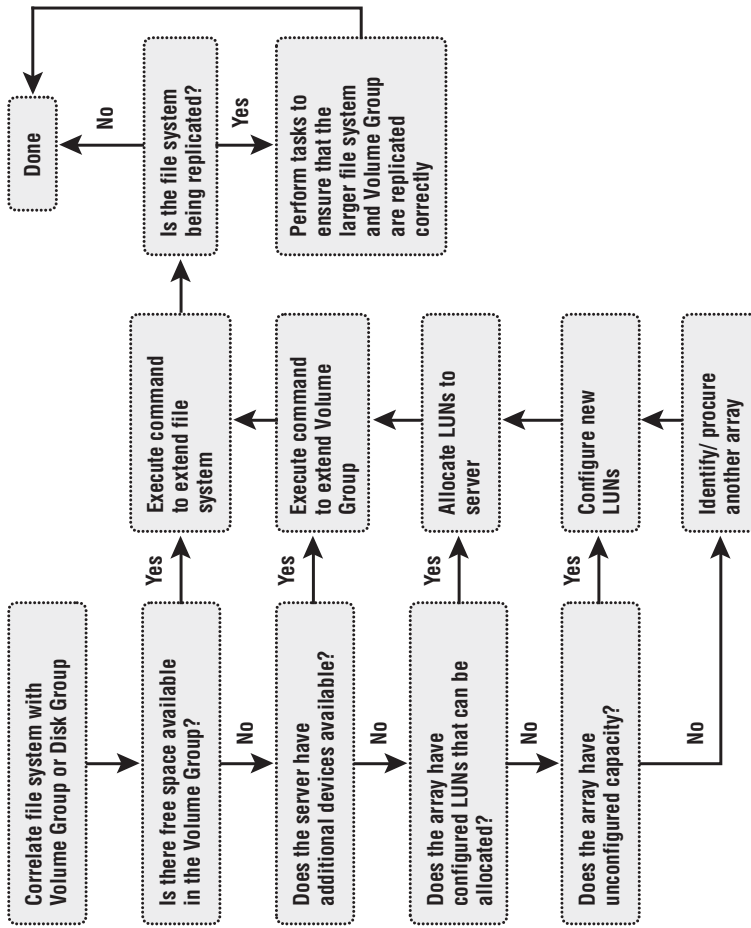 Correlate file system with
Volume Group or Disk Group
Is there free space available
in the Volume Group?
Yes
Execute command
to extend file
system
No
Does the server have
additional devices available?
Yes
Execute command
to extend Volume
Group
No
Does the array have
configured LUNs that can be
allocated?
Yes
Allocate LUNs to
server
No
Does the array have
unconfigured capacity?
Yes
Configure new
LUNs
No
Identify/ procure
another array
Is the file system
being replicated?
No
Done
Yes
Perform tasks to
ensure that the
larger file system
and Volume Group
are replicated
correctly